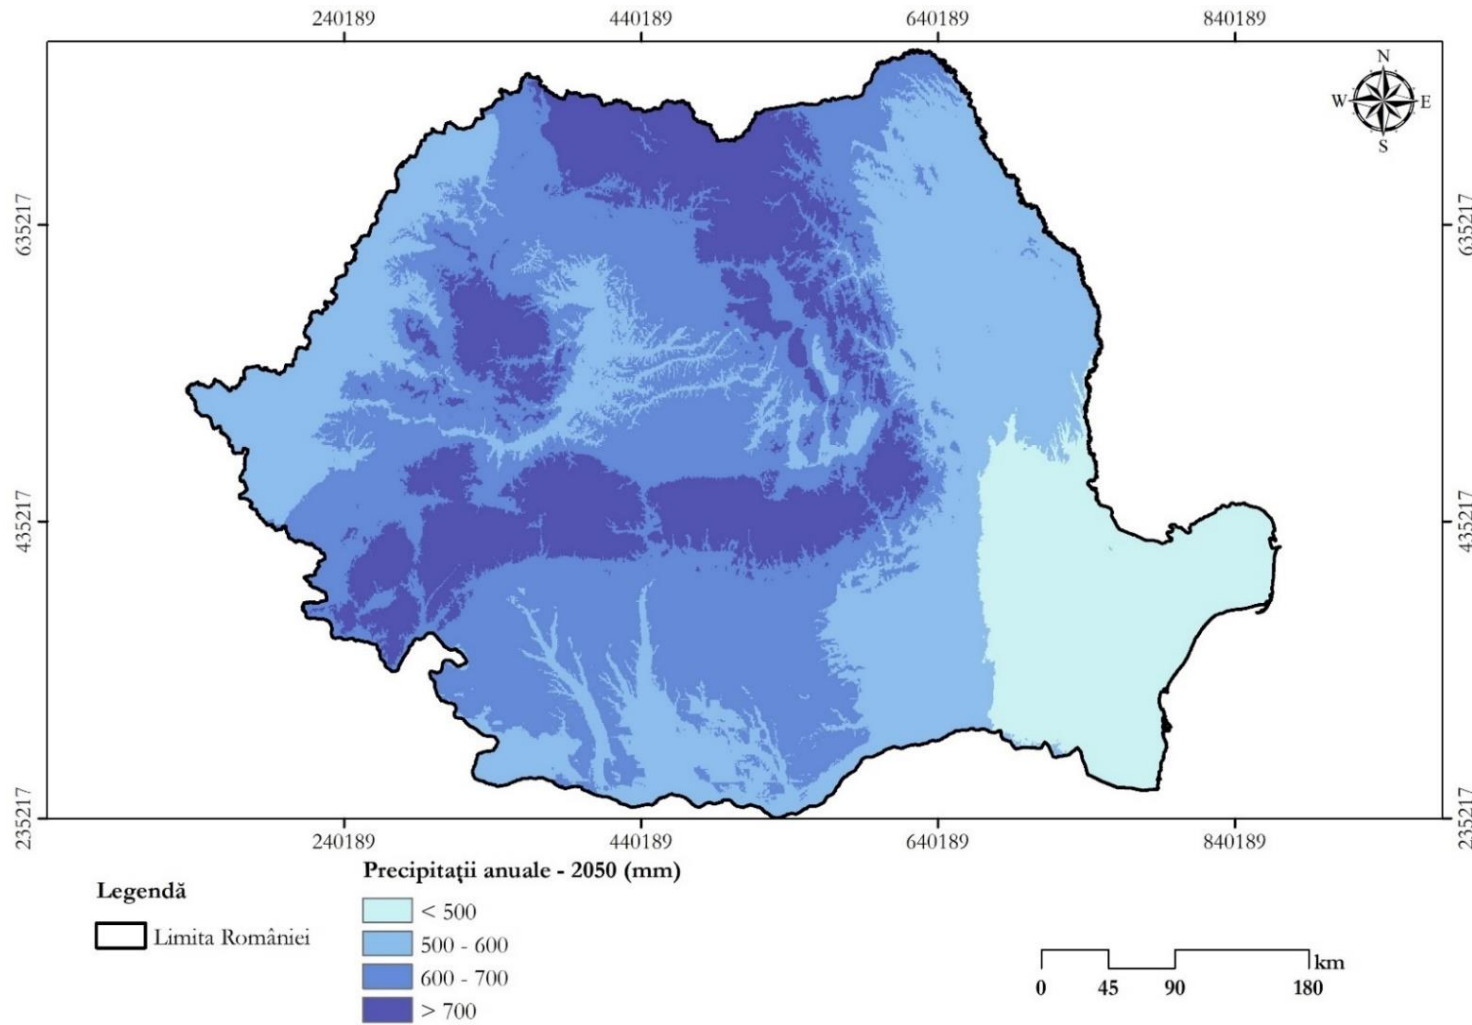 240189 440189 640189 840189
N
W E
S
635217 635217
435217 435217
235217 235217
240189 440189 640189 840189
Precipitații anuale - 2050 (mm)
Legendă
< 500
Limita României
500 - 600
600 - 700
> 700
km
0 45 90 180